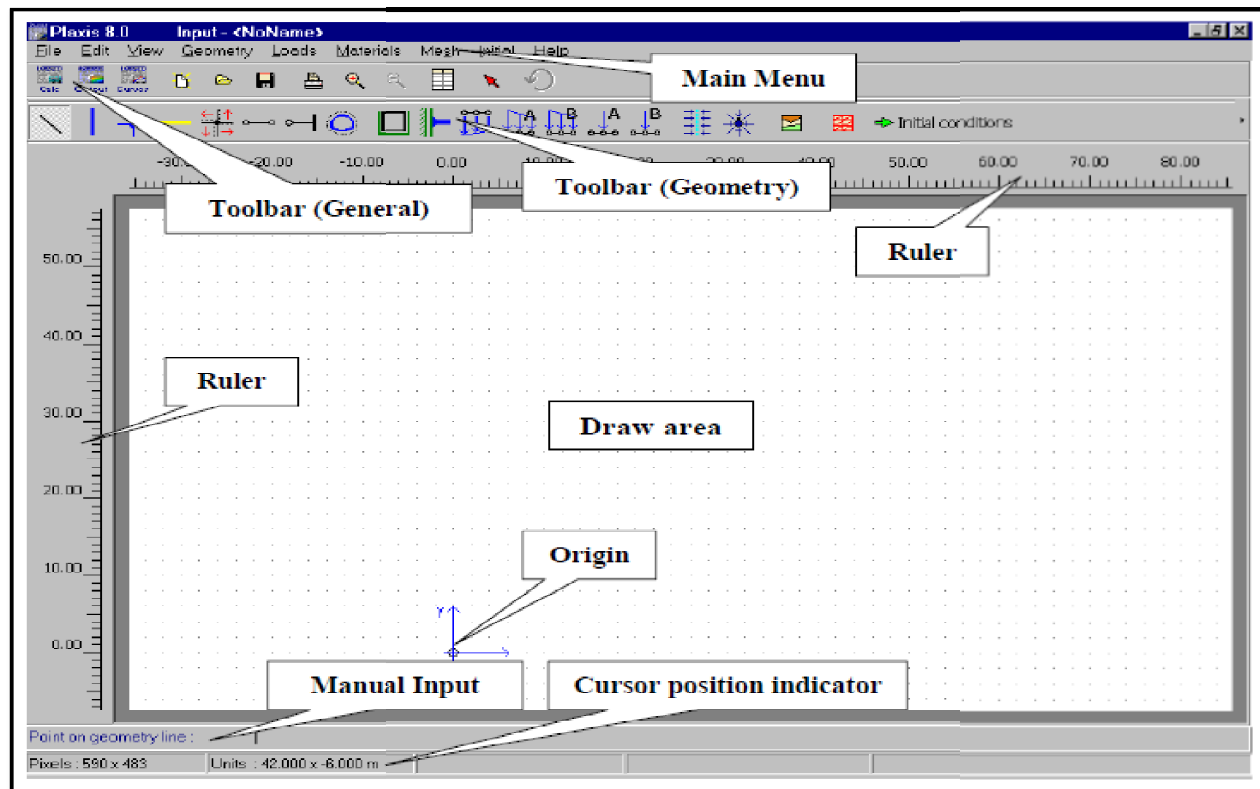 Plaxis 8.0 Input - <NoName>
File Edit View Geometry Loads Materials Mesh Initial Help
Main Menu
Calc Output Curves
A B A B Initial conditions
-20.00 -10.00 0.00 50.00 60.00 70.00 80.00
Toolbar (General)
Toolbar (Geometry)
Ruler
50.00
40.00
Ruler
30.00
Draw area
20.00
Origin
10.00
Y
0.00
x
Manual Input
Cursor position indicator
Point on geometry line :
Pixels : 590 x 483 Units : 42.000 x -6.000 m